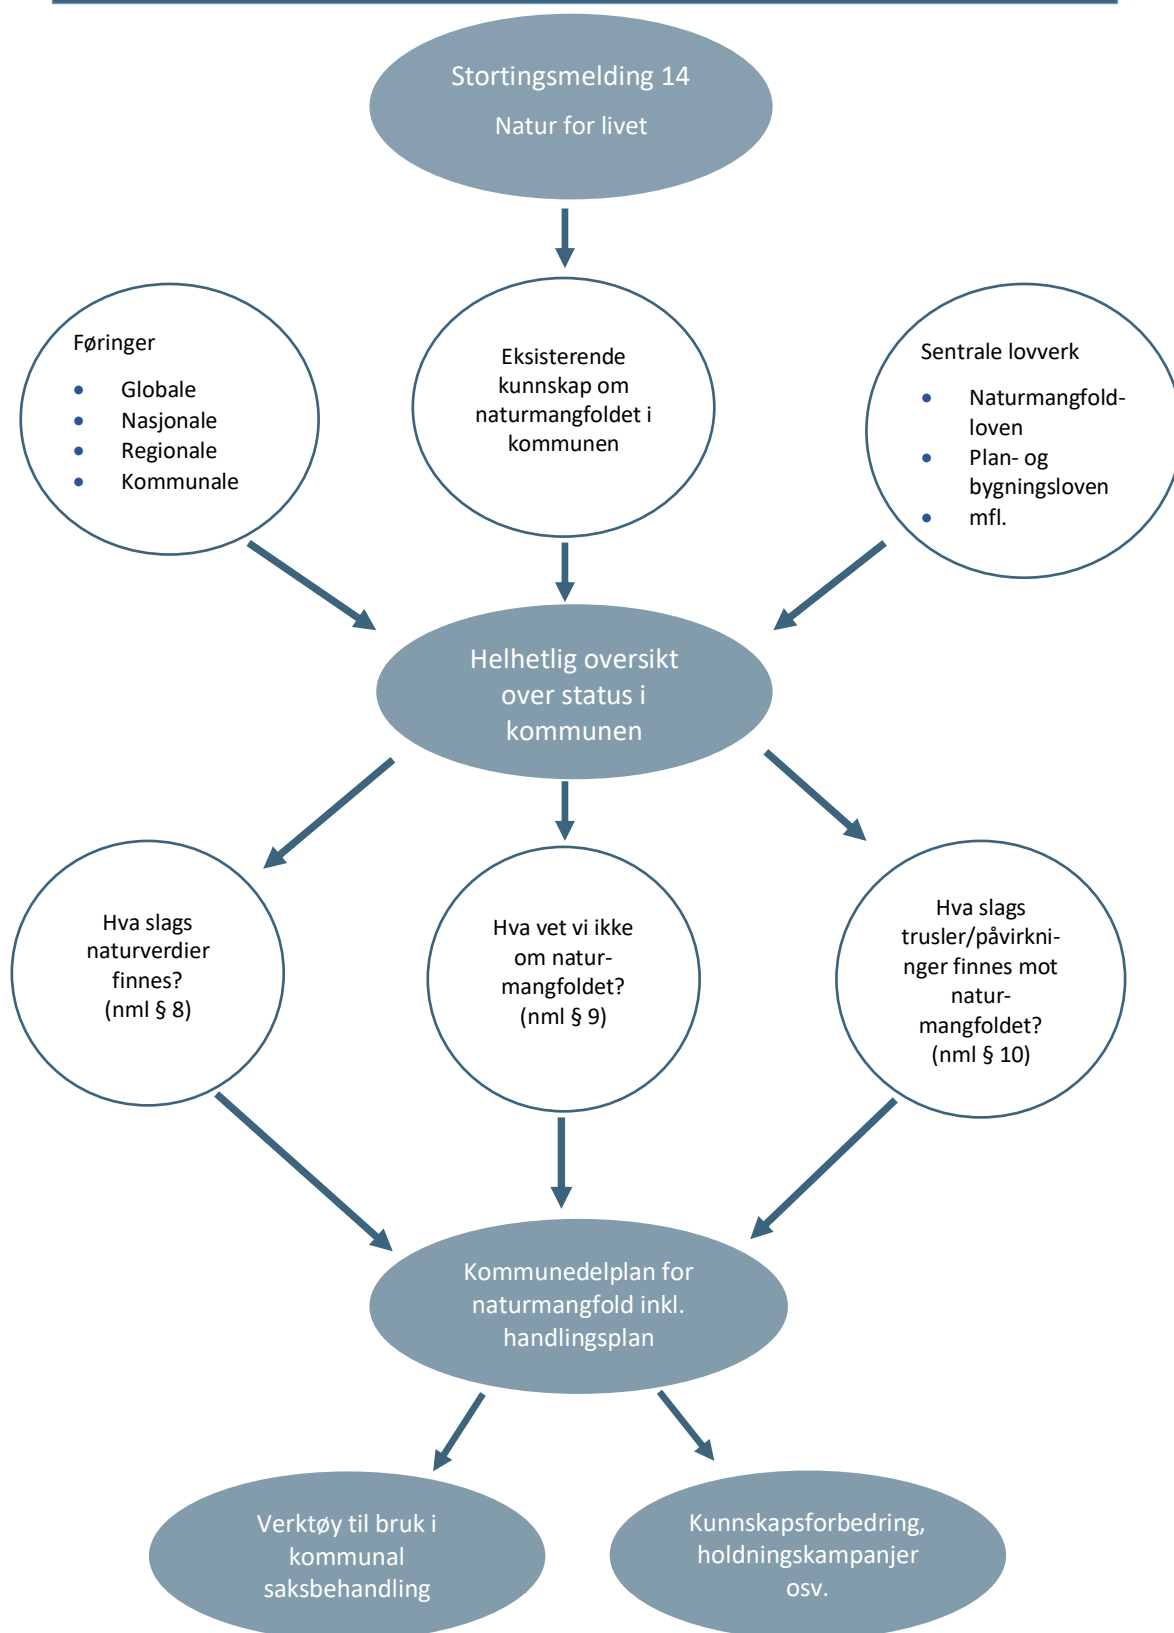 Stortingsmelding 14
Natur for livet
Føringer
• Globale
• Nasjonale
• Regionale
• Kommunale
Eksisterende
kunnskap om
naturmangfoldet i
kommunen
Sentrale lovverk
• Naturmangfold-
loven
• Plan- og
bygningsloven
• mfl.
Helhetlig oversikt
over status i
kommunen
Hva slags
naturverdier
finnes?
(nml § 8)
Hva vet vi ikke
om natur-
mangfoldet?
(nml § 9)
Hva slags
trusler/påvirkni-
nger finnes mot
natur-
mangfoldet?
(nml § 10)
Kommunedelplan for
naturmangfold inkl.
handlingsplan
Verktøy til bruk i
kommunal
saksbehandling
Kunnskapsforbedring,
holdningskampanjer
osv.